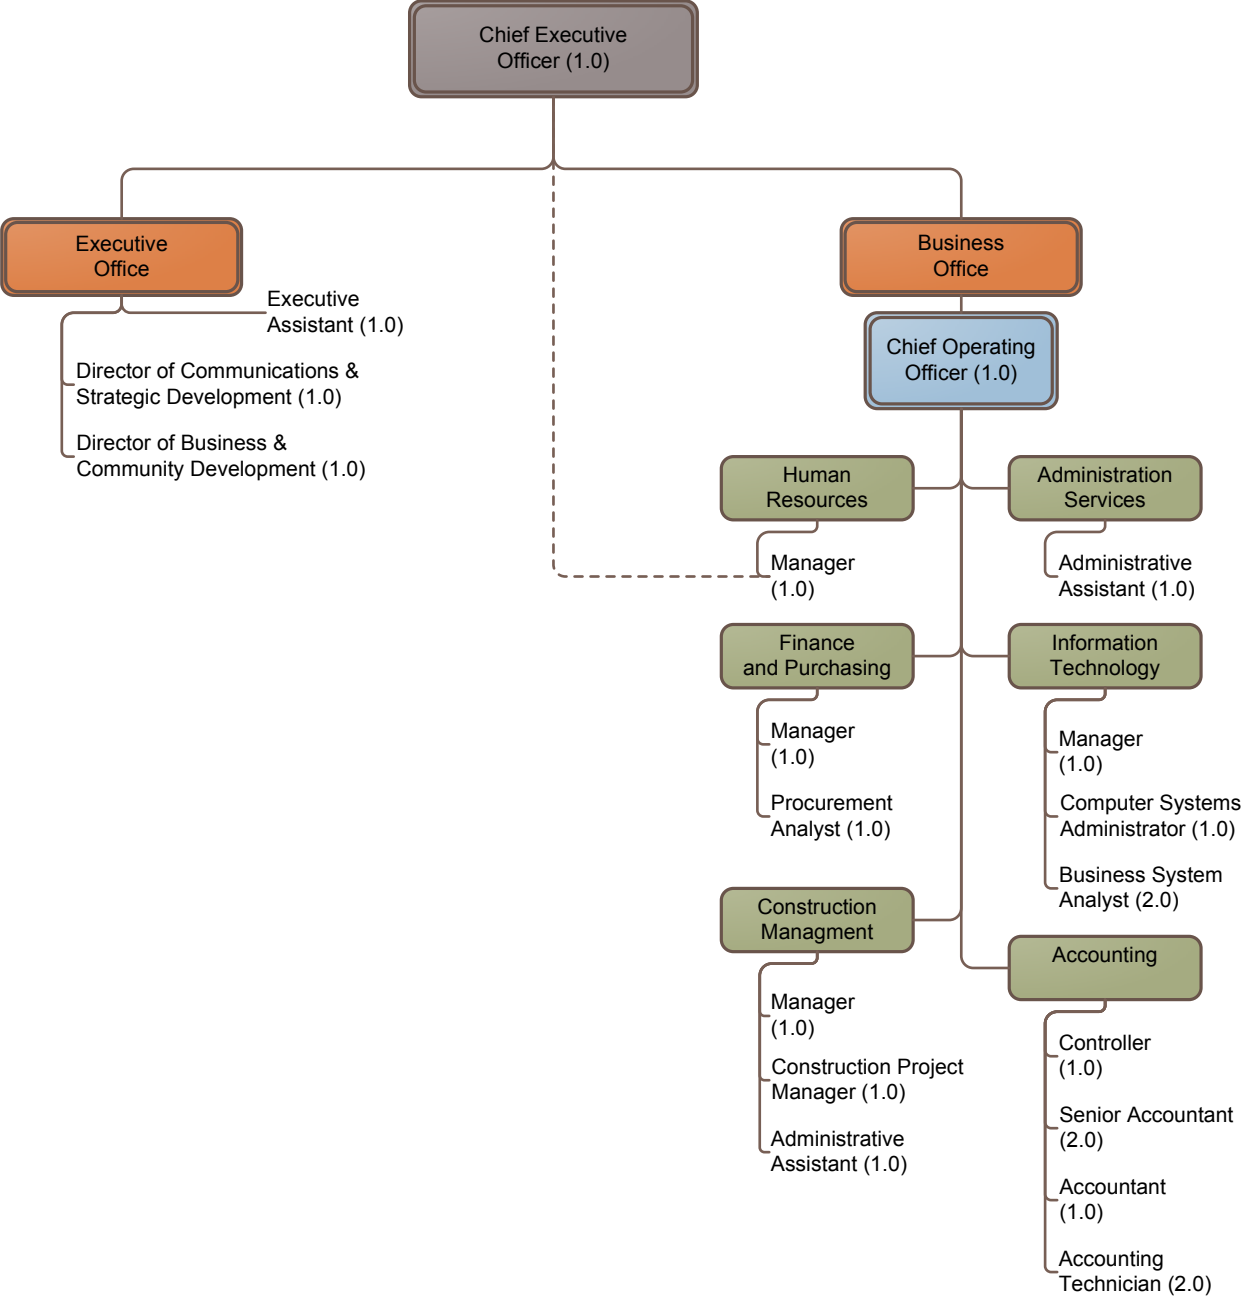 Chief Executive
Officer (1.0)
Executive
Office
Executive
Assistant (1.0)
Director of Communications &
Strategic Development (1.0)
Director of Business &
Community Development (1.0)
Business
Office
Chief Operating
Officer (1.0)
Human
Resources
Manager
(1.0)
Administration
Services
Administrative
Assistant (1.0)
Finance
and Purchasing
Manager
(1.0)
Procurement
Analyst (1.0)
Information
Technology
Manager
(1.0)
Computer Systems
Administrator (1.0)
Business System
Analyst (2.0)
Construction
Managment
Manager
(1.0)
Construction Project
Manager (1.0)
Administrative
Assistant (1.0)
Accounting
Controller
(1.0)
Senior Accountant
(2.0)
Accountant
(1.0)
Accounting
Technician (2.0)